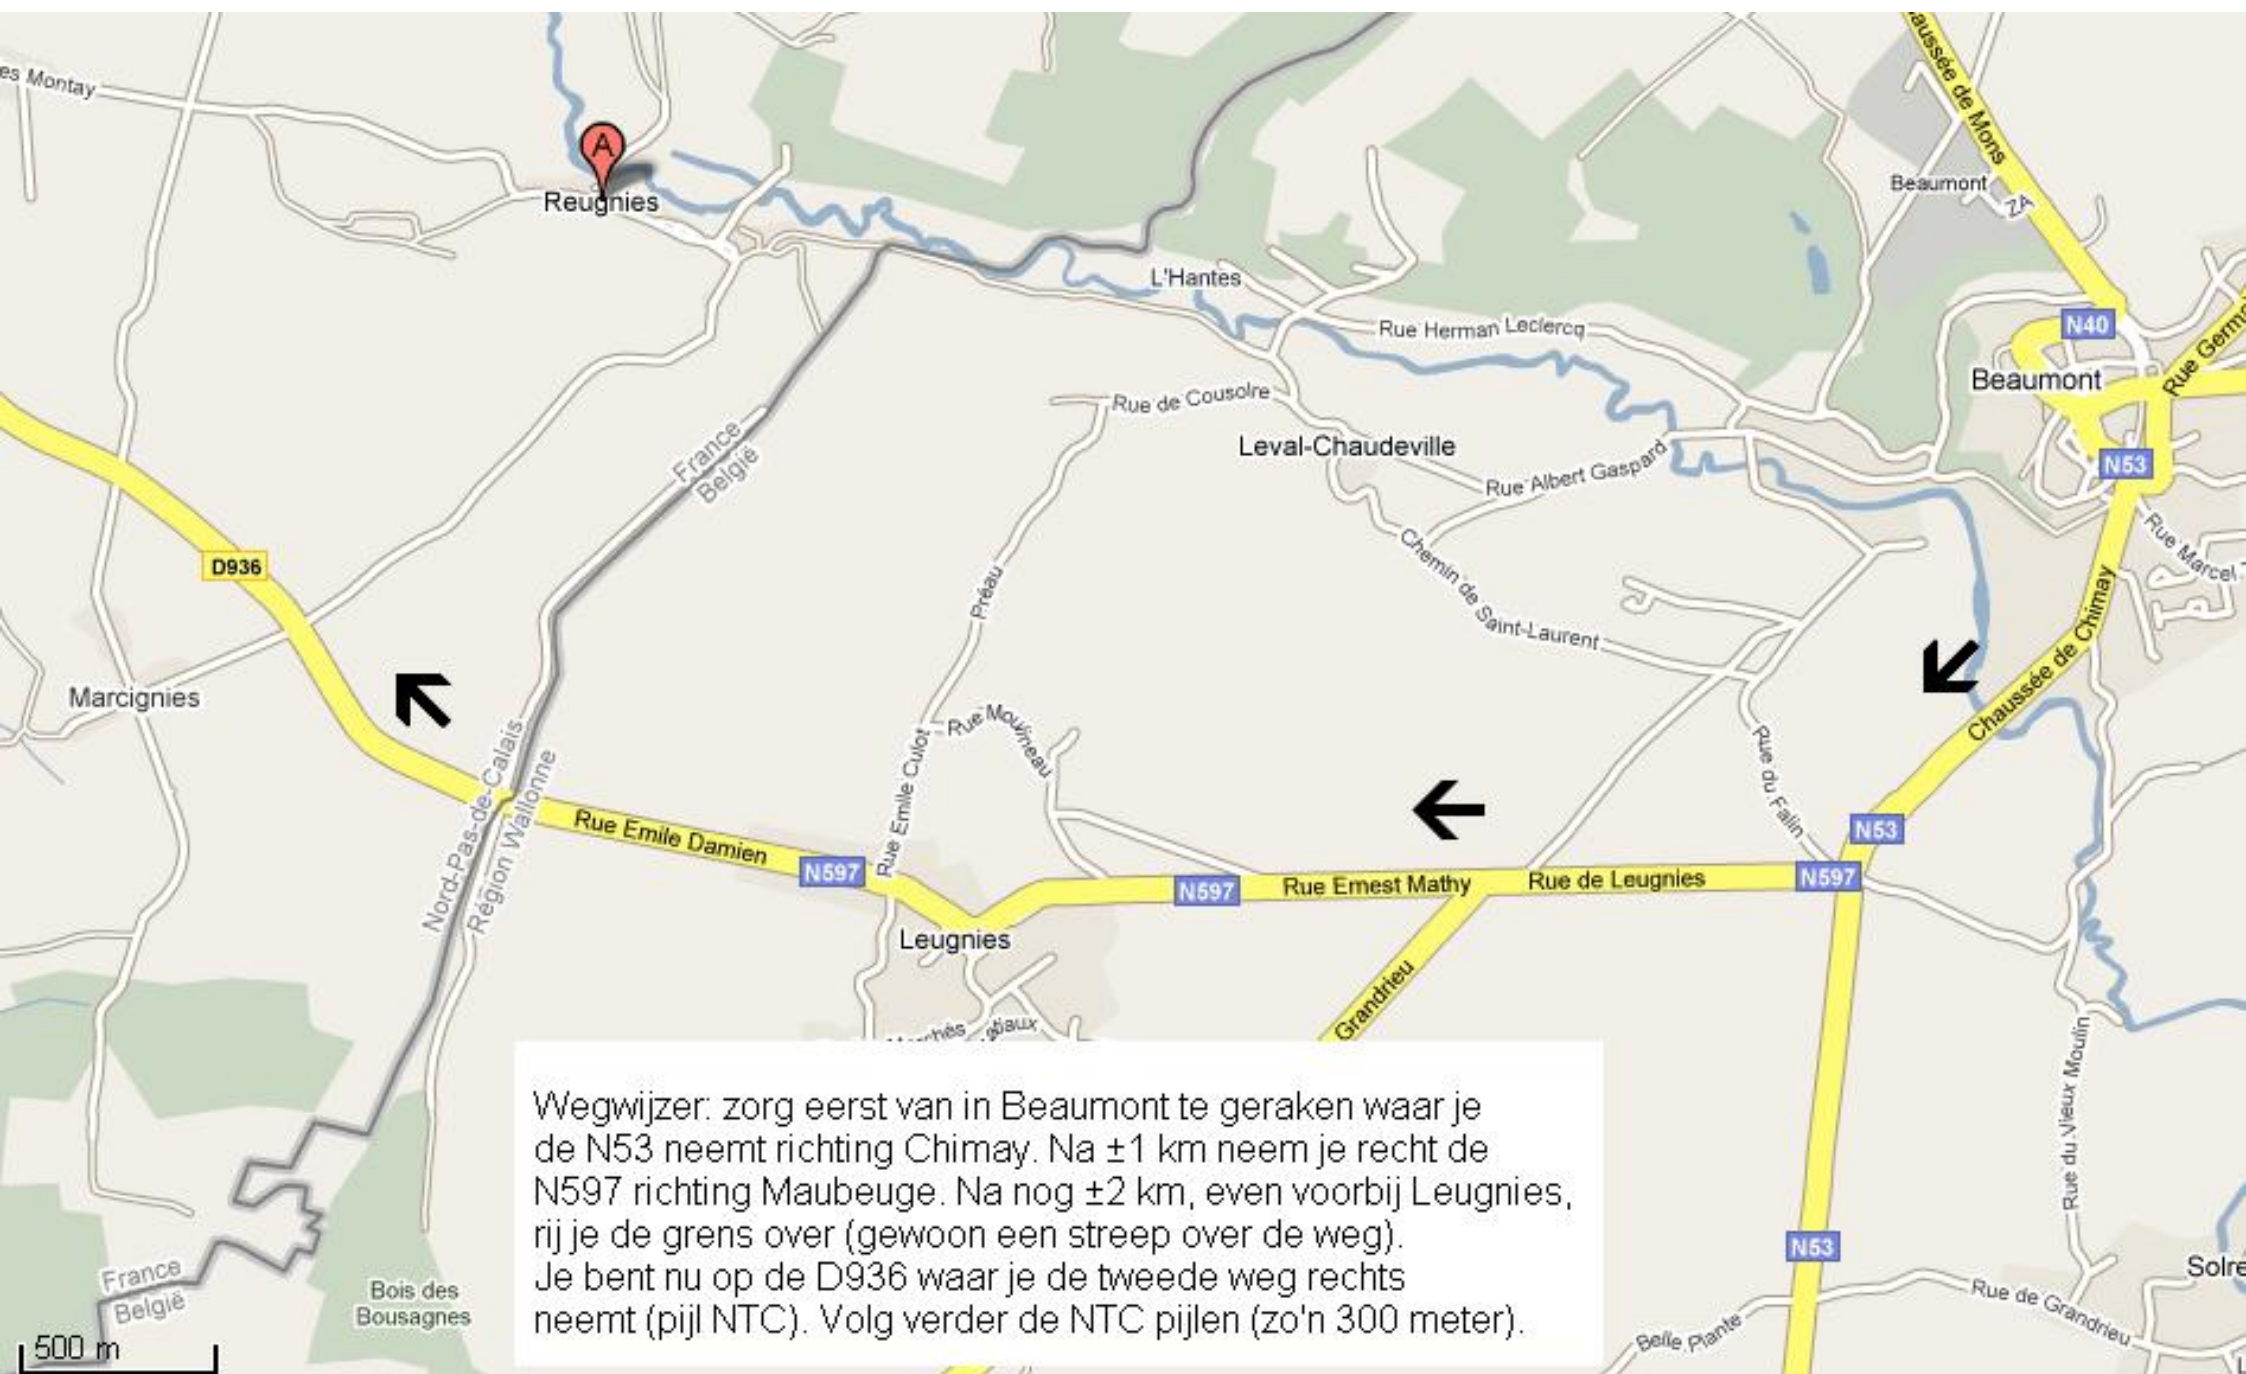 es Montay
aussée de Mons
A
Reugnies
Beaumont
ZA
L'Hantes
Rue Herman Leclercq
N40
Rue Germ
Beaumont
Rue de Cousolre
Leval-Chaudeville
France
België
Rue Albert Gaspard
N53
Rue Marcel
D936
Préau
Chemin de Saint-Laurent
Chaussée de Chimay
Marcignies
Rue Mouvineau
Rue Emile Culot
Nord-Pas-de-Calais
Région Wallonne
Rue du Falin
Rue Emile Damien
N597
N53
N597
Rue Ernest Mathy
Rue de Leugnies
N597
Leugnies
Grandrieu
Rue du Vieux Moulin
Wegwijzer: zorg eerst van in Beaumont te geraken waar je
de N53 neemt richting Chimay. Na ±1 km neem je recht de
N597 richting Maubeuge. Na nog ±2 km, even voorbij Leugnies,
rij je de grens over (gewoon een streep over de weg).
Je bent nu op de D936 waar je de tweede weg rechts
neemt (pijl NTC). Volg verder de NTC pijlen (zo'n 300 meter).
N53
Solre
France
België
Bois des
Bousagnes
Rue de Grandrieu
Belle Plante
500 m